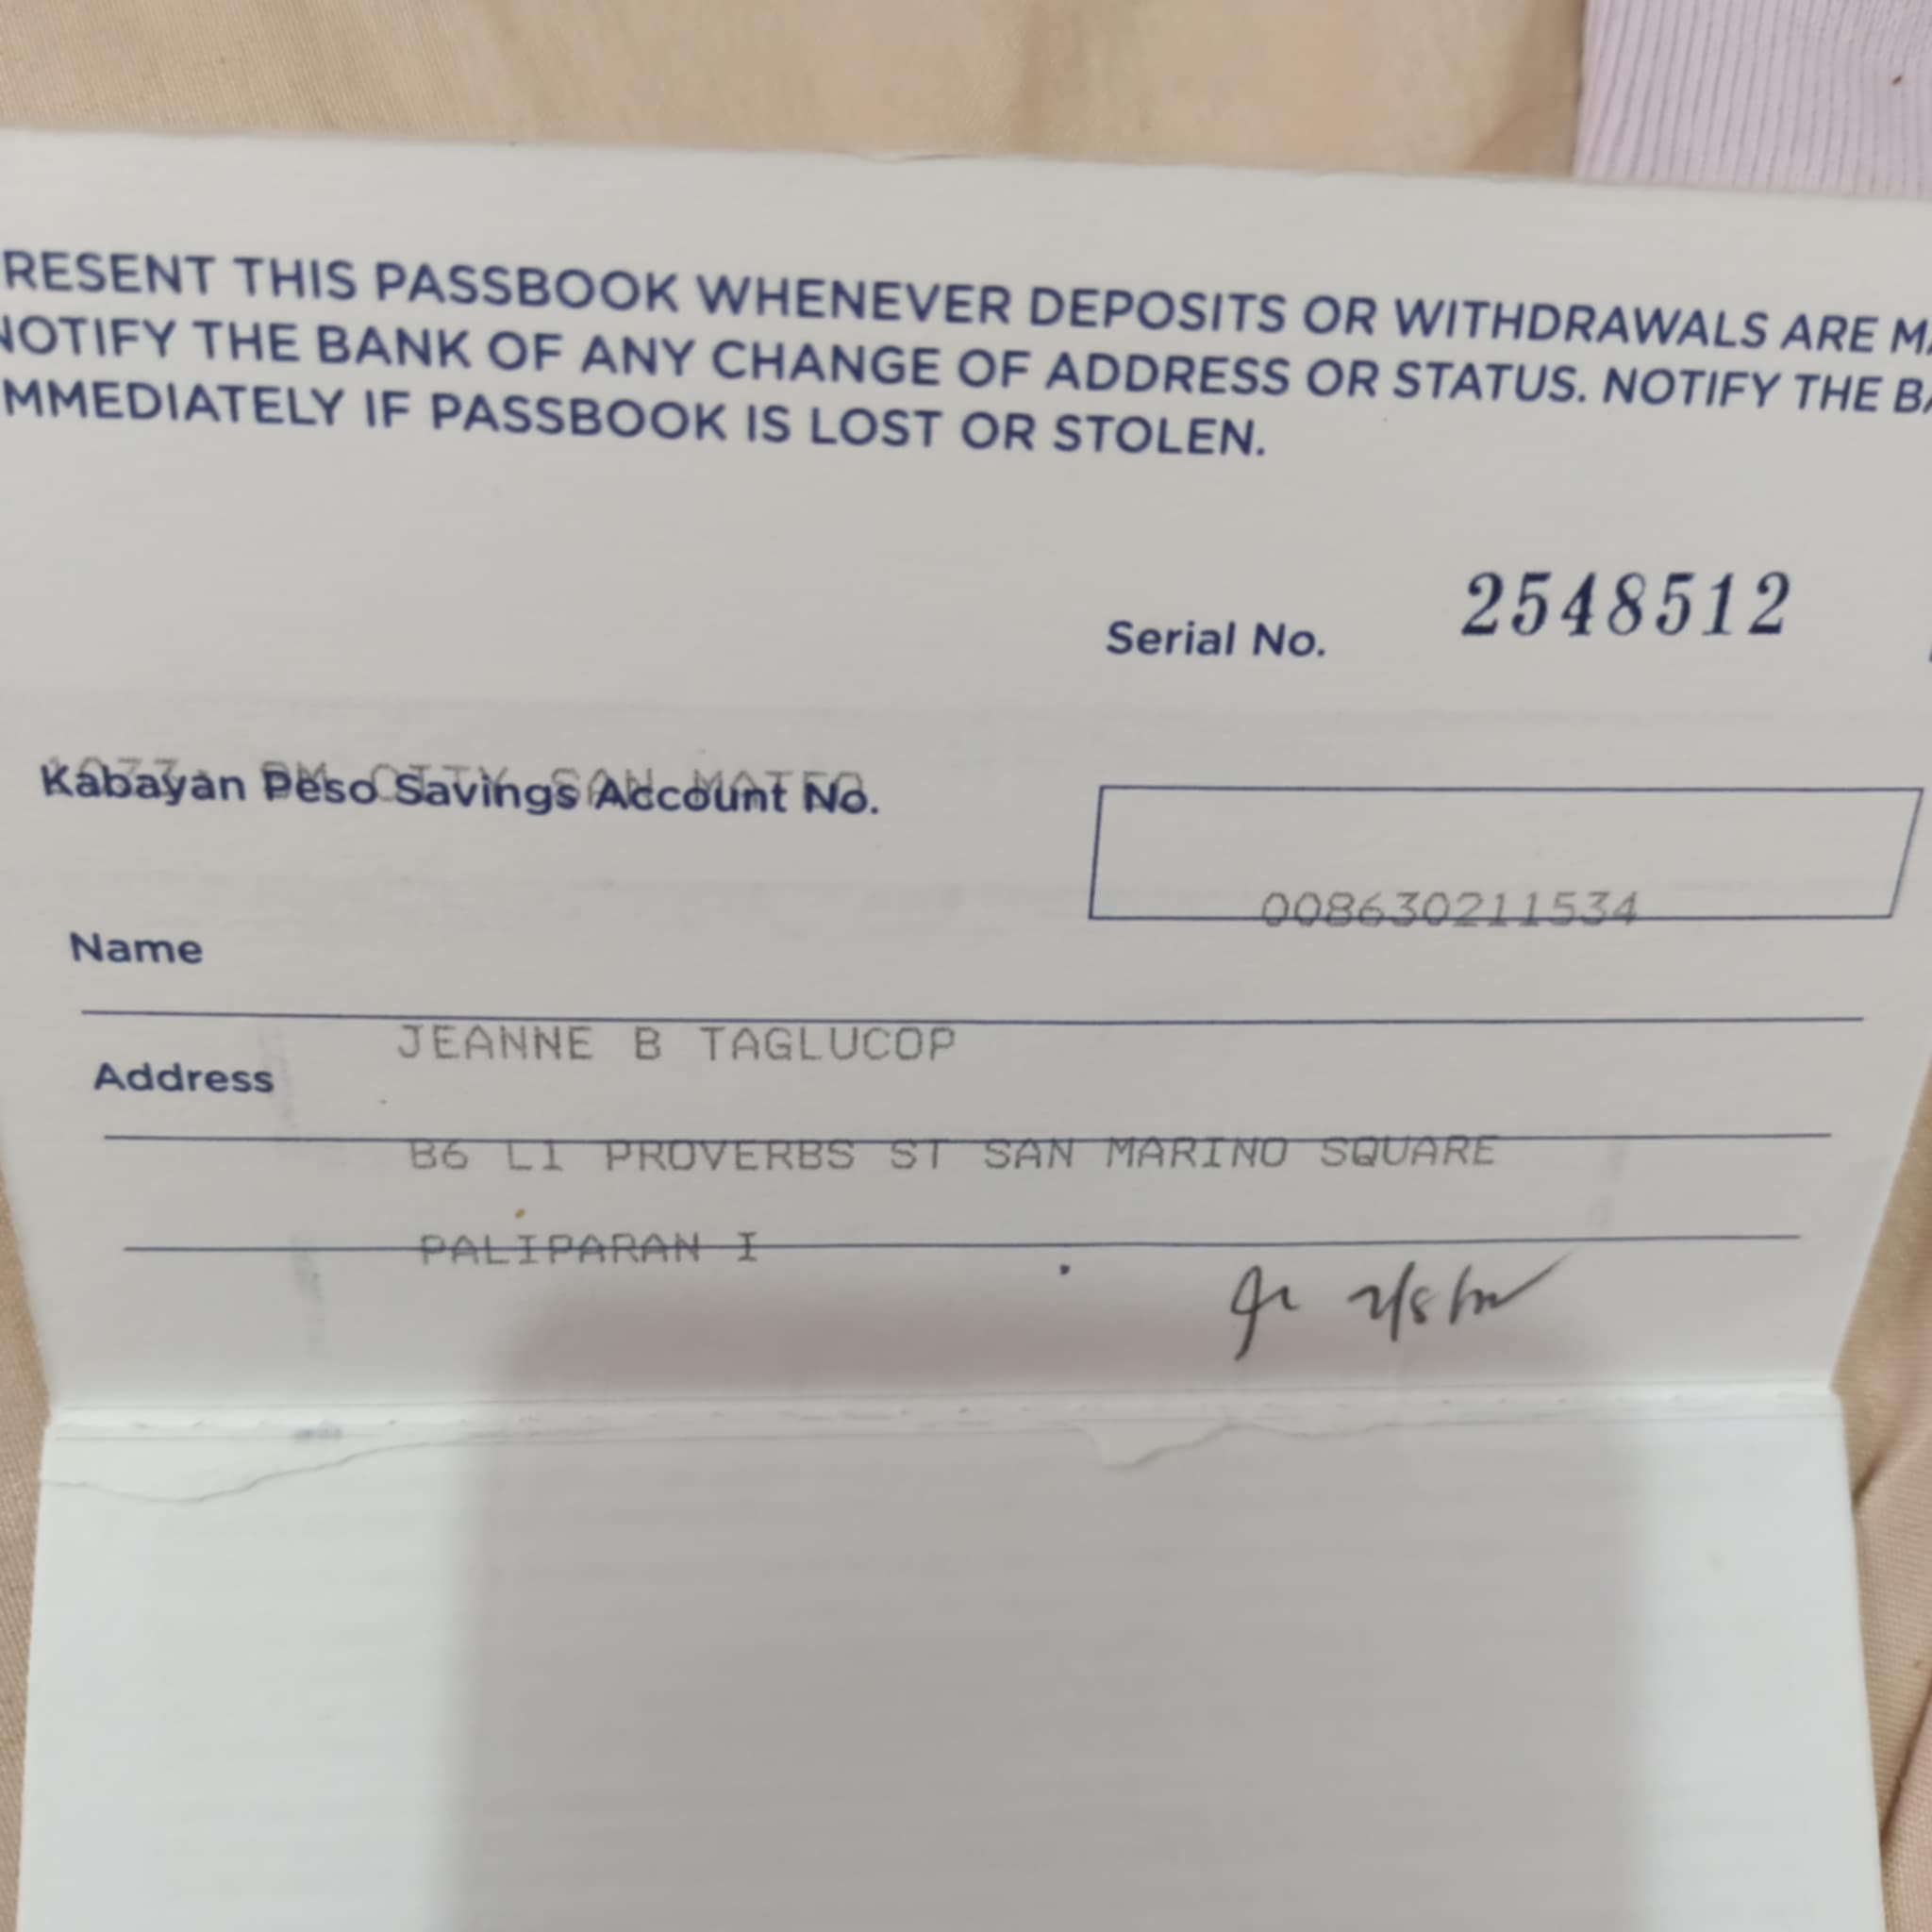 RESENT THIS PASSBOOK WHENEVER DEPOSITS OR WITHDRAWALS ARE MA
NOTIFY THE BANK OF ANY CHANGE OF ADDRESS OR STATUS. NOTIFY THE BA
MMEDIATELY IF PASSBOOK IS LOST OR STOLEN.
Serial No. 2548512
CITY SAN MATEO
Kabayan Peso Savings Account No.
008630211534
Name
JEANNE B TAGLUCOP
Address
B6 L1 PROVERBS ST SAN MARINO SQUARE
PALIPARAN I